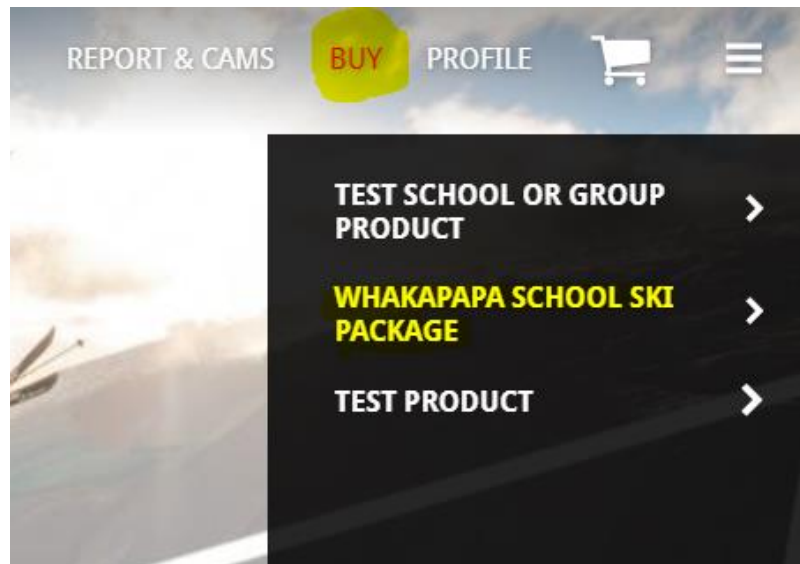 REPORT & CAMS BUY PROFILE
TEST SCHOOL OR GROUP
PRODUCT
WHAKAPAPA SCHOOL SKI
PACKAGE
TEST PRODUCT